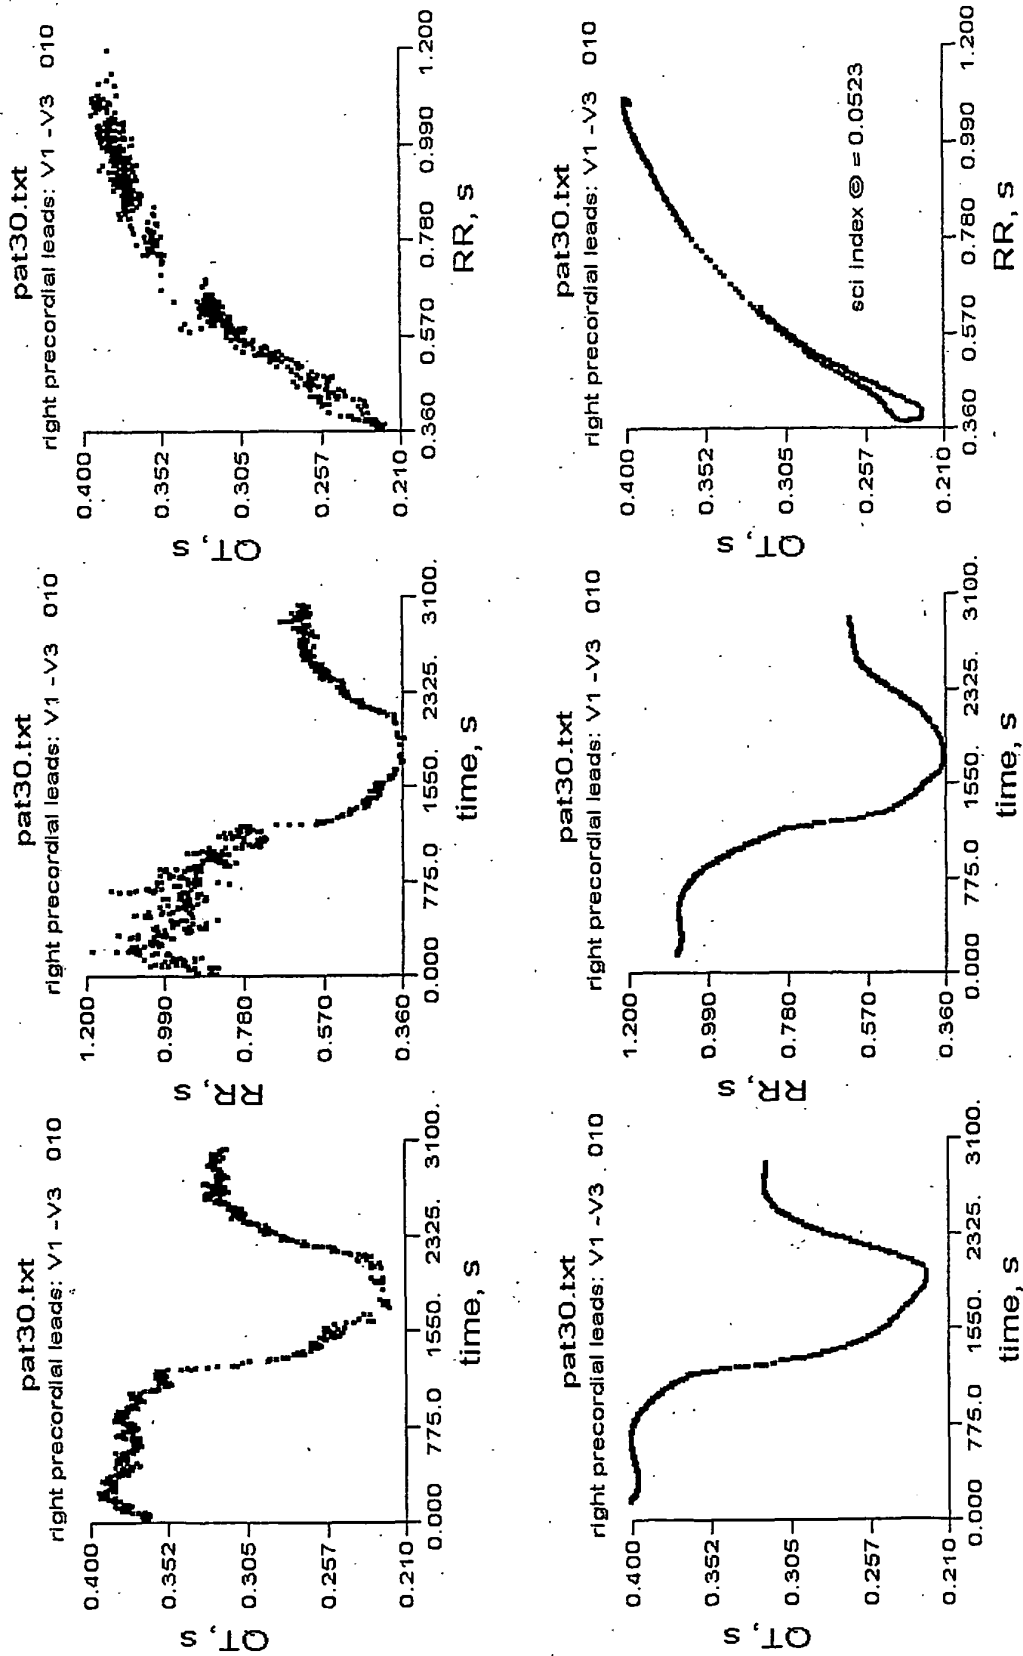 pat30.txt
right precordial leads: V1 -V3 010
QT, s
0.400
0.352
0.305
0.257
0.210
0.000
775.0
1550.
2325.
3100.
time, s
pat30.txt
right precordial leads: V1 -V3 010
RR, s
1.200
0.990
0.780
0.570
0.360
0.000
775.0
1550.
2325.
3100.
time, s
pat30.txt
right precordial leads: V1 -V3 010
QT, s
0.400
0.352
0.305
0.257
0.210
0.360
0.570
0.780
0.990
1.200
RR, s
pat30.txt
right precordial leads: V1 -V3 010
QT, s
0.400
0.352
0.305
0.257
0.210
0.000
775.0
1550.
2325.
3100.
time, s
pat30.txt
right precordial leads: V1 -V3 010
RR, s
1.200
0.990
0.780
0.570
0.360
0.000
775.0
1550.
2325.
3100.
time, s
pat30.txt
right precordial leads: V1 -V3 010
QT, s
0.400
0.352
0.305
0.257
0.210
sci index © = 0.0523
0.360
0.570
0.780
0.990
1.200
RR, s